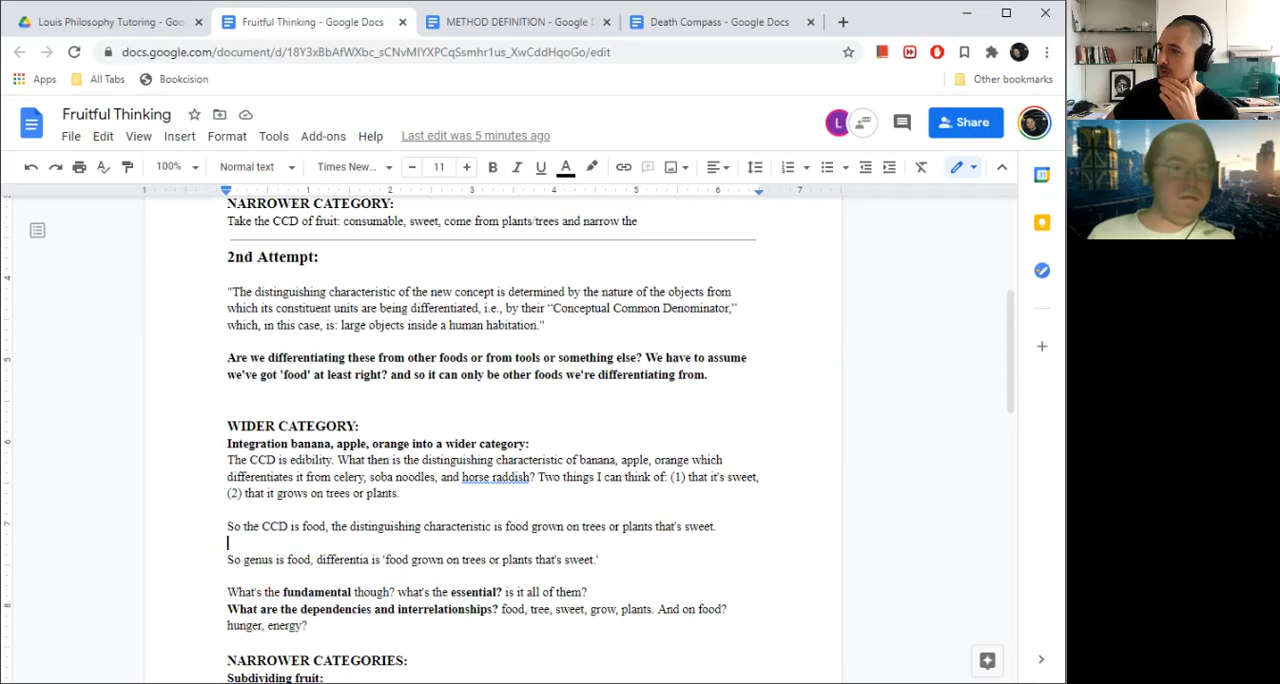 Louis Philosophy Tutoring - Goo
Fruitful Thinking - Google Docs
METHOD DEFINITION - Google D
Death Compass - Google Docs
docs.google.com/document/d/18Y3xBbAfWXbc_sCNvMIYXPCqSsmhr1us_XwCddHqoGo/edit
Apps
All Tabs
Bookcision
Other bookmarks
Fruitful Thinking
File Edit View Insert Format Tools Add-ons Help Last edit was 5 minutes ago
L
Share
100% Normal text Times New... 11 B I U A
1 1 2 3 4 5 6 7
NARROWER CATEGORY:
Take the CCD of fruit: consumable, sweet, come from plants/trees and narrow the
2nd Attempt:
"The distinguishing characteristic of the new concept is determined by the nature of the objects from
which its constituent units are being differentiated, i.e., by their “Conceptual Common Denominator,”
which, in this case, is: large objects inside a human habitation."
Are we differentiating these from other foods or from tools or something else? We have to assume
we've got 'food' at least right? and so it can only be other foods we're differentiating from.
WIDER CATEGORY:
Integration banana, apple, orange into a wider category:
The CCD is edibility. What then is the distinguishing characteristic of banana, apple, orange which
differentiates it from celery, soba noodles, and horse raddish? Two things I can think of: (1) that it's sweet,
(2) that it grows on trees or plants.
So the CCD is food, the distinguishing characteristic is food grown on trees or plants that's sweet.
So genus is food, differentia is 'food grown on trees or plants that's sweet.'
What's the fundamental though? what's the essential? is it all of them?
What are the dependencies and interrelationships? food, tree, sweet, grow, plants. And on food?
hunger, energy?
NARROWER CATEGORIES:
Subdividing fruit: